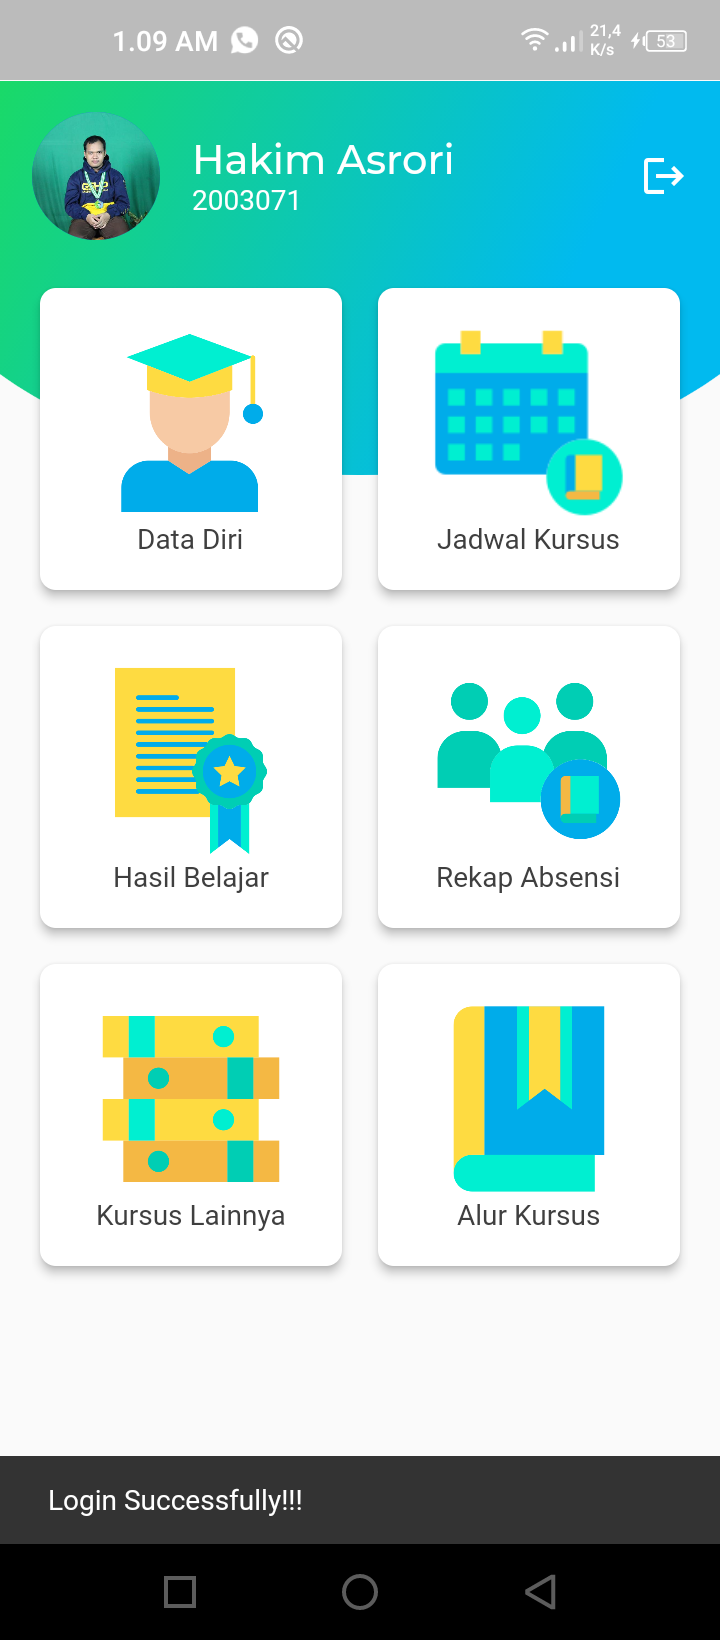 1.09 AM
21,4
K/s
53
Hakim Asrori
2003071
Data Diri
Jadwal Kursus
Hasil Belajar
Rekap Absensi
Kursus Lainnya
Alur Kursus
Login Successfully!!!